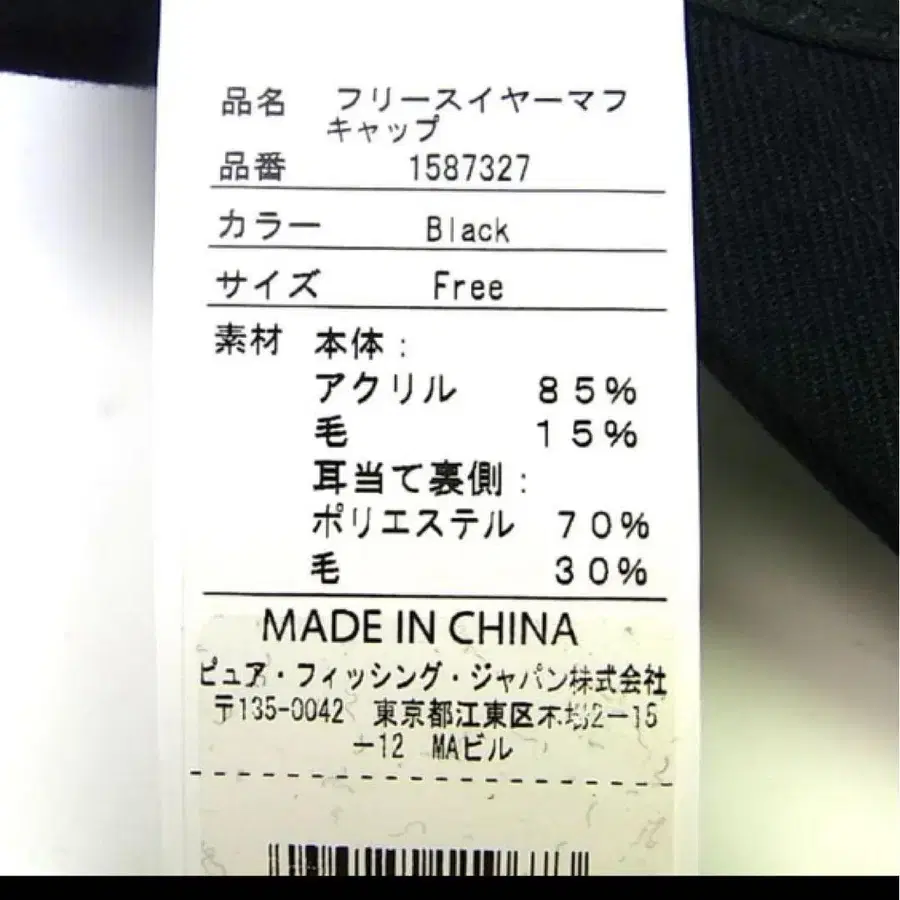 品名 フリースイヤーマフ
キャップ
品番 1587327
カラー Black
サイズ Free
素材 本体：
アクリル ８５％
毛 １５％
耳当て裏側：
ポリエステル ７０％
毛 ３０％
MADE IN CHINA
ピュア・フィッシング・ジャパン株式会社
〒135-0042 東京都江東区木場2−15
−12 MAビル